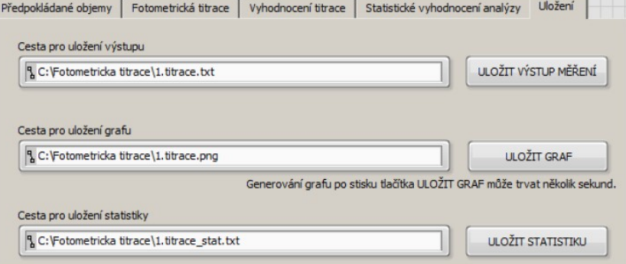 Předpokládané objemy Fotometrická titrace Vyhodnocení titrace Statistické vyhodnocení analýzy Uložení
Cesta pro uložení výstupu
C:\Fotometricka titrace\1.titrace.txt ULOŽIT VÝSTUP MĚŘENÍ
Cesta pro uložení grafu
C:\Fotometricka titrace\1.titrace.png ULOŽIT GRAF
Generování grafu po stisku tlačítka ULOŽIT GRAF může trvat několik sekund.
Cesta pro uložení statistiky
C:\Fotometricka titrace\1.titrace_stat.txt ULOŽIT STATISTIKU